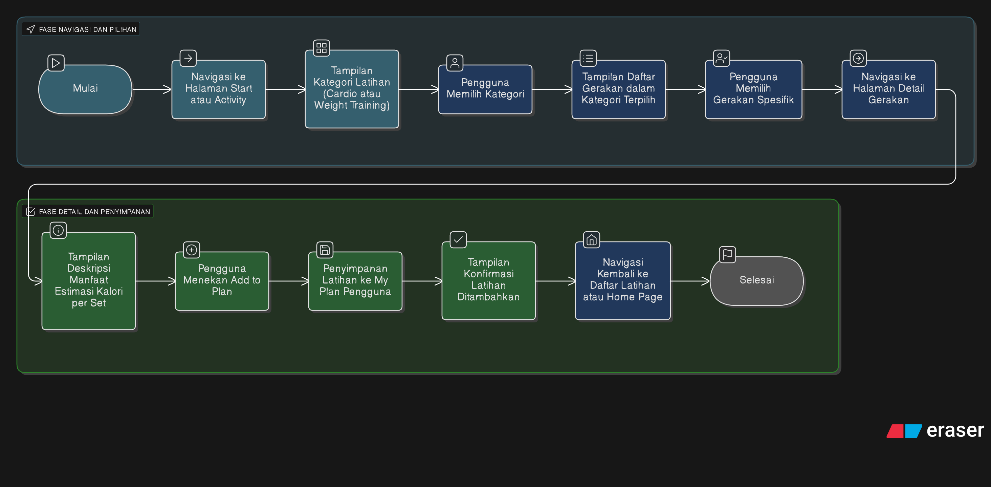 FASE NAVIGASI DAN PILIHAN
Mulai
Navigasi ke
Halaman Start
atau Activity
Tampilan
Kategori Latihan
(Cardio atau
Weight Training)
Pengguna
Memilih Kategori
Tampilan Daftar
Gerakan dalam
Kategori Terpilih
Pengguna
Memilih
Gerakan Spesifik
Navigasi ke
Halaman Detail
Gerakan
FASE DETAIL DAN PENYIMPANAN
Tampilan
Deskripsi
Manfaat
Estimasi Kalori
per Set
Pengguna
Menekan Add to
Plan
Penyimpanan
Latihan ke My
Plan Pengguna
Tampilan
Konfirmasi
Latihan
Ditambahkan
Navigasi
Kembali ke
Daftar Latihan
atau Home Page
Selesai
eraser